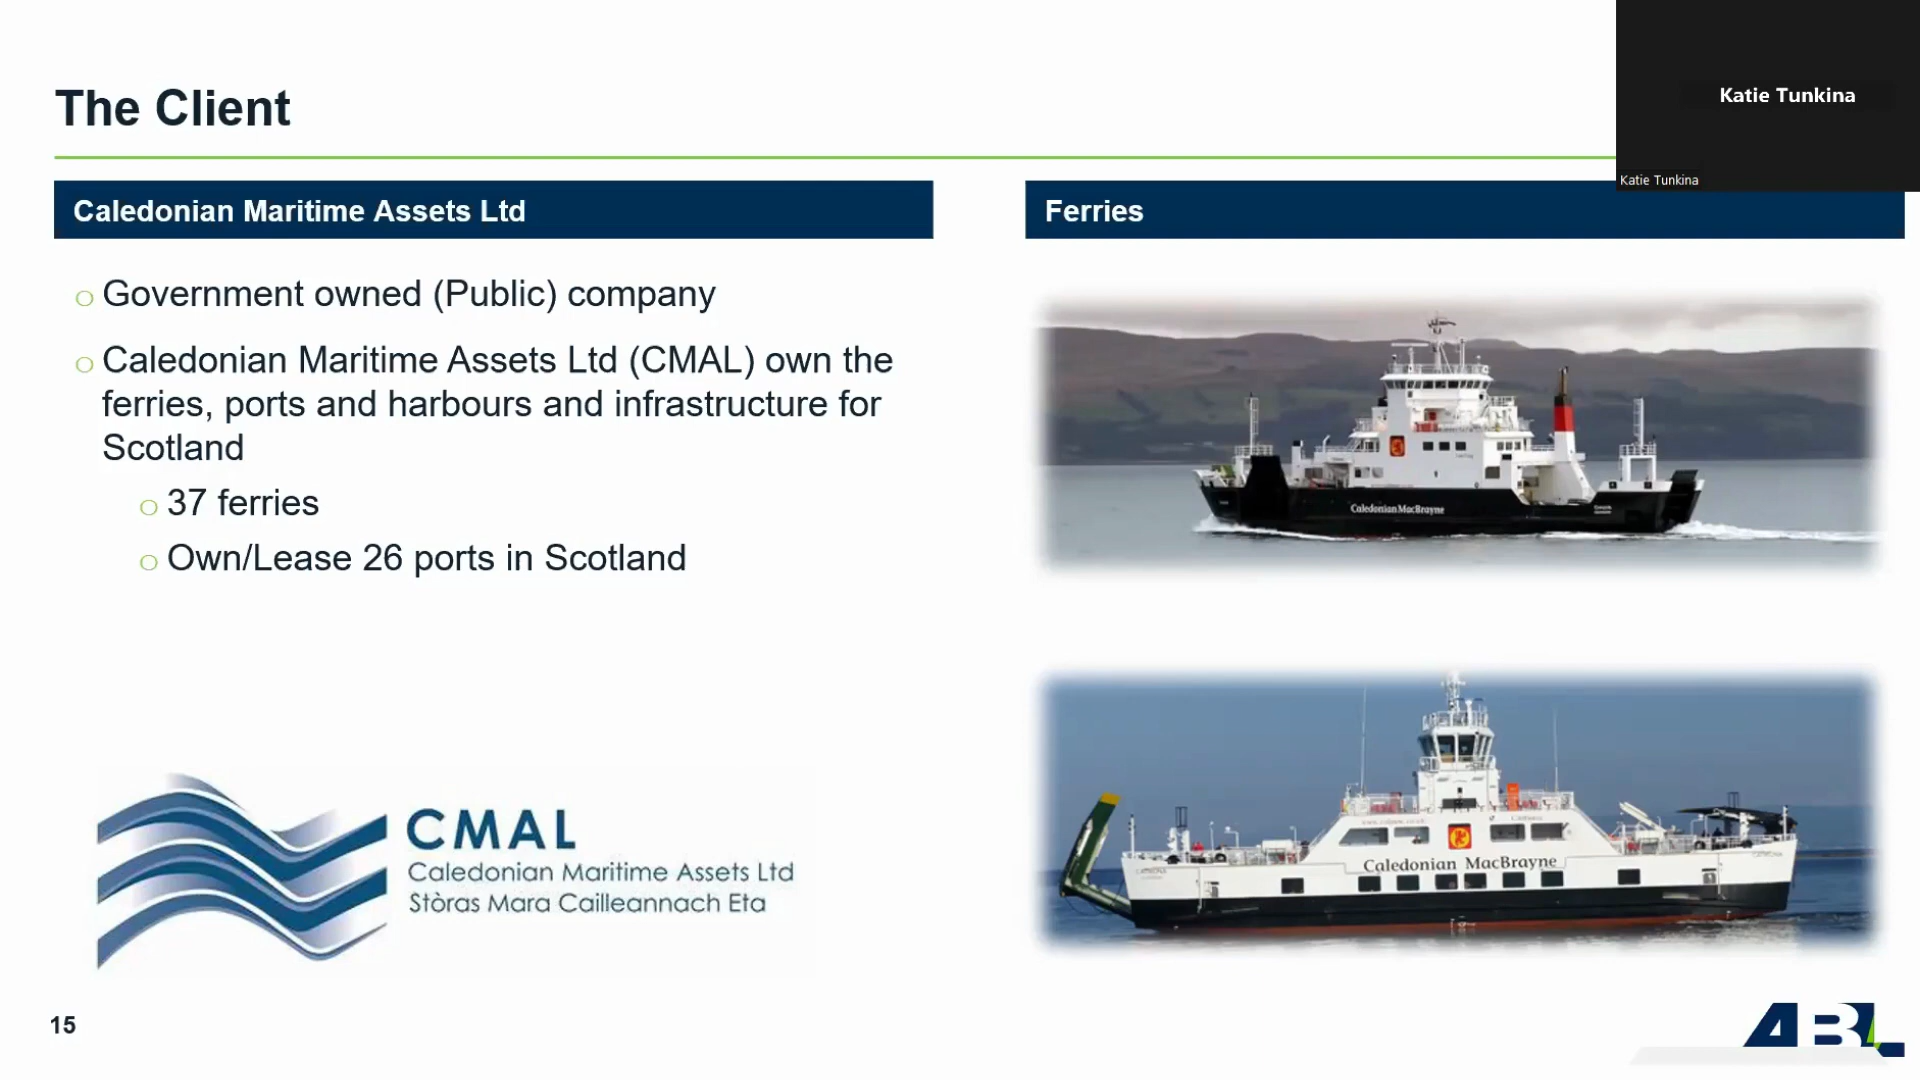 The Client
Katie Tunkina
Katie Tunkina
Caledonian Maritime Assets Ltd
Government owned (Public) company
Caledonian Maritime Assets Ltd (CMAL) own the
ferries, ports and harbours and infrastructure for
Scotland
37 ferries
Own/Lease 26 ports in Scotland
CMAL
Caledonian Maritime Assets Ltd
Stòras Mara Cailleannach Eta
Ferries
Caledonian MacBrayne
Caledonian MacBrayne
15
ABL